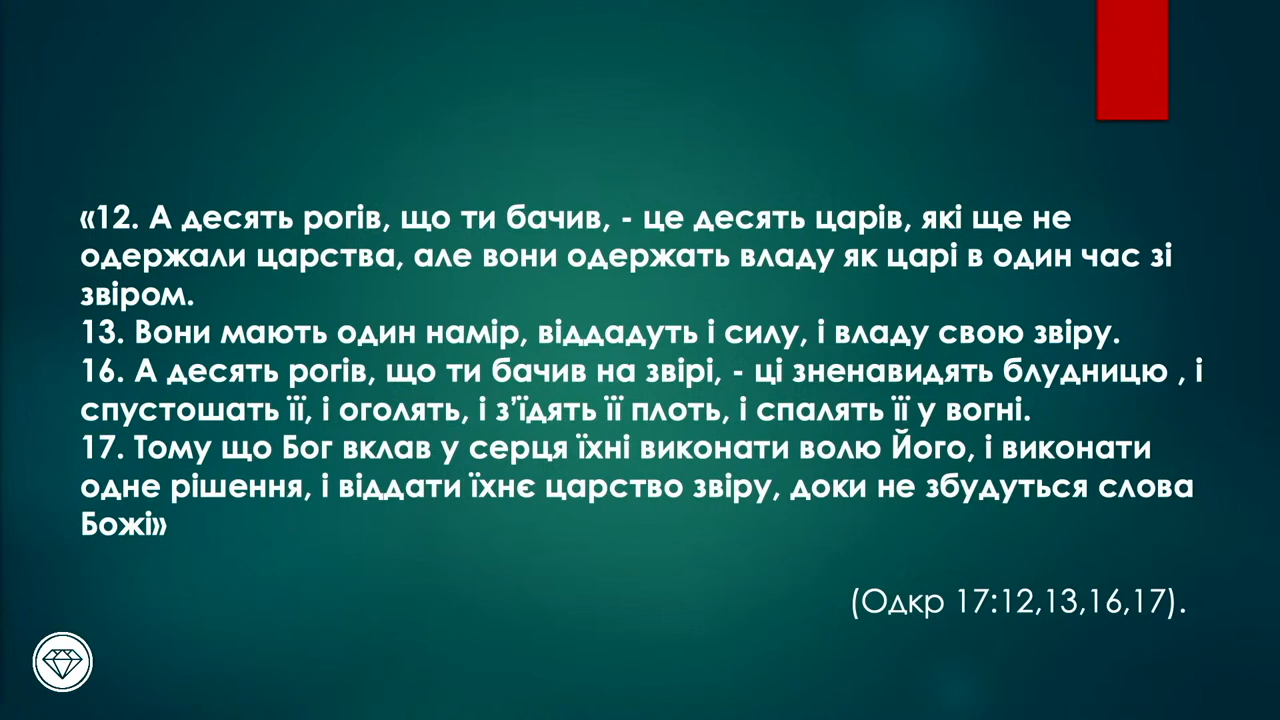 «12. А десять рогів, що ти бачив, - це десять царів, які ще не
одержали царства, але вони одержать владу як царі в один час зі
звіром.
13. Вони мають один намір, віддадуть і силу, і владу свою звіру.
16. А десять рогів, що ти бачив на звірі, - ці зненавидять блудницю , і
спустошать її, і оголять, і з’їдять її плоть, і спалять її у вогні.
17. Тому що Бог вклав у серця їхні виконати волю Його, і виконати
одне рішення, і віддати їхнє царство звіру, доки не збудуться слова
Божі»
(Одкр 17:12,13,16,17).